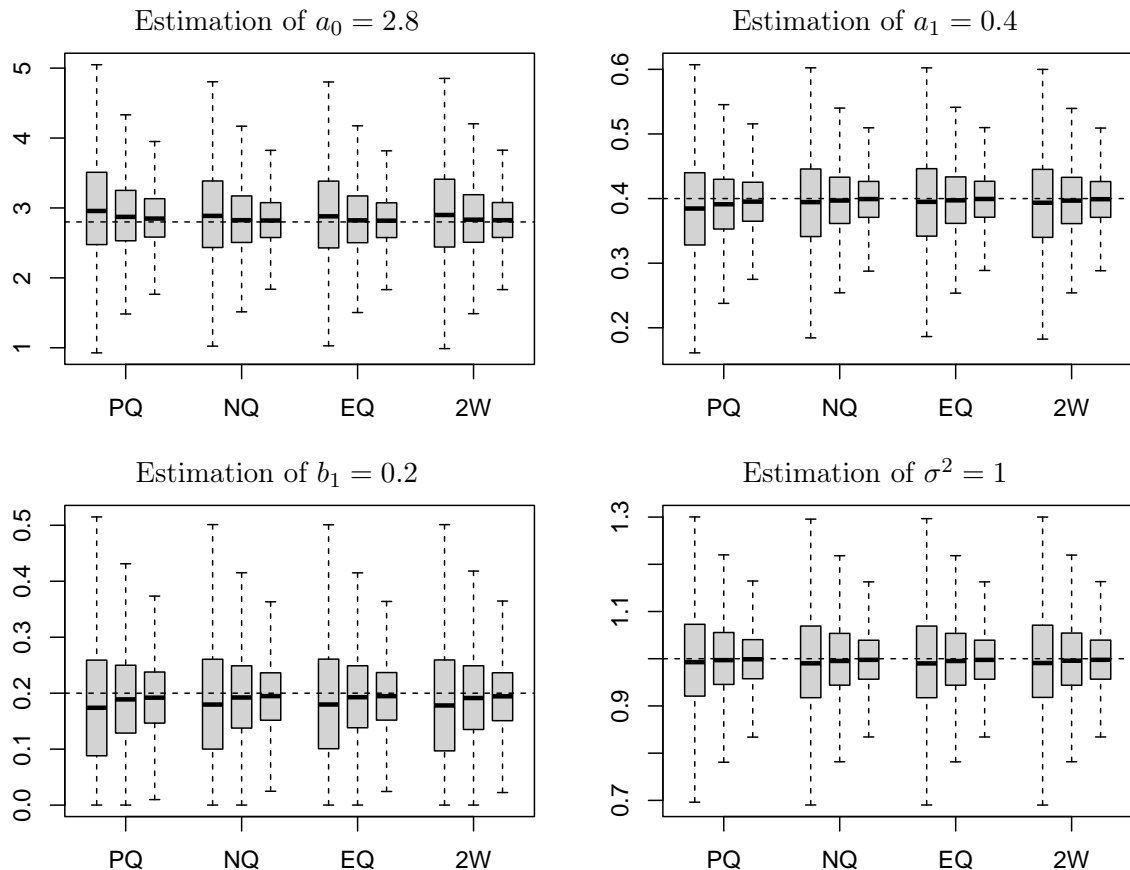 Estimation of a₀ = 2.8
5
4
3
2
1
PQ NQ EQ 2W
Estimation of a₁ = 0.4
0.6
0.5
0.4
0.3
0.2
PQ NQ EQ 2W
Estimation of b₁ = 0.2
0.5
0.4
0.3
0.2
0.1
0.0
PQ NQ EQ 2W
Estimation of σ² = 1
1.3
1.1
0.9
0.7
PQ NQ EQ 2W